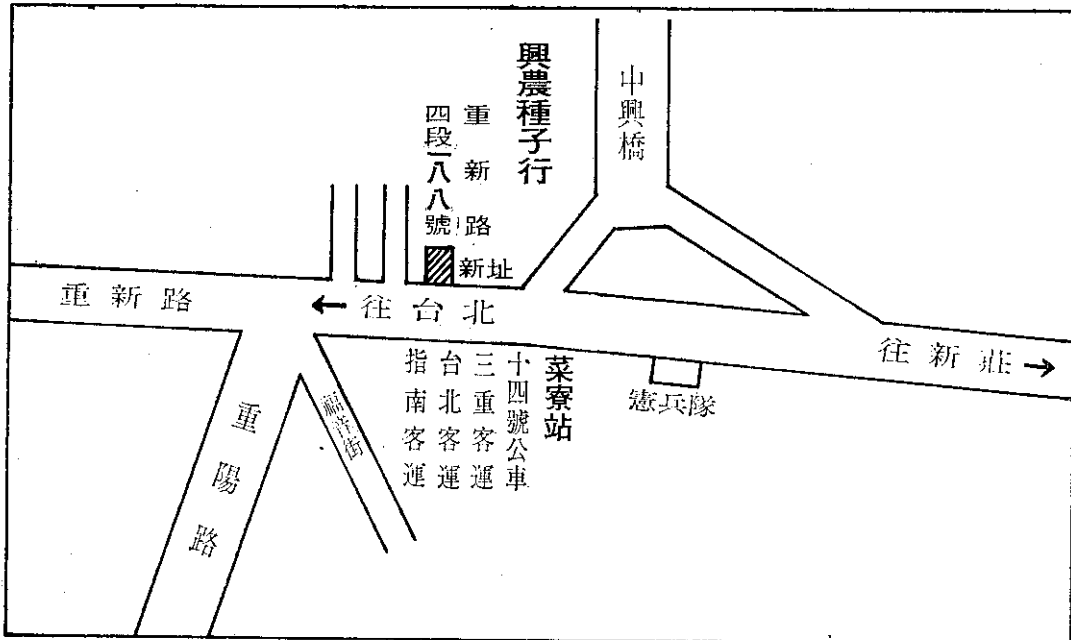 興農種子行
重新路
四段一八八號
新址
中興橋
重新路
← 往台北
往新莊 →
菜寮站
十四號公車
三重客運
台北客運
指南客運
憲兵隊
重陽路